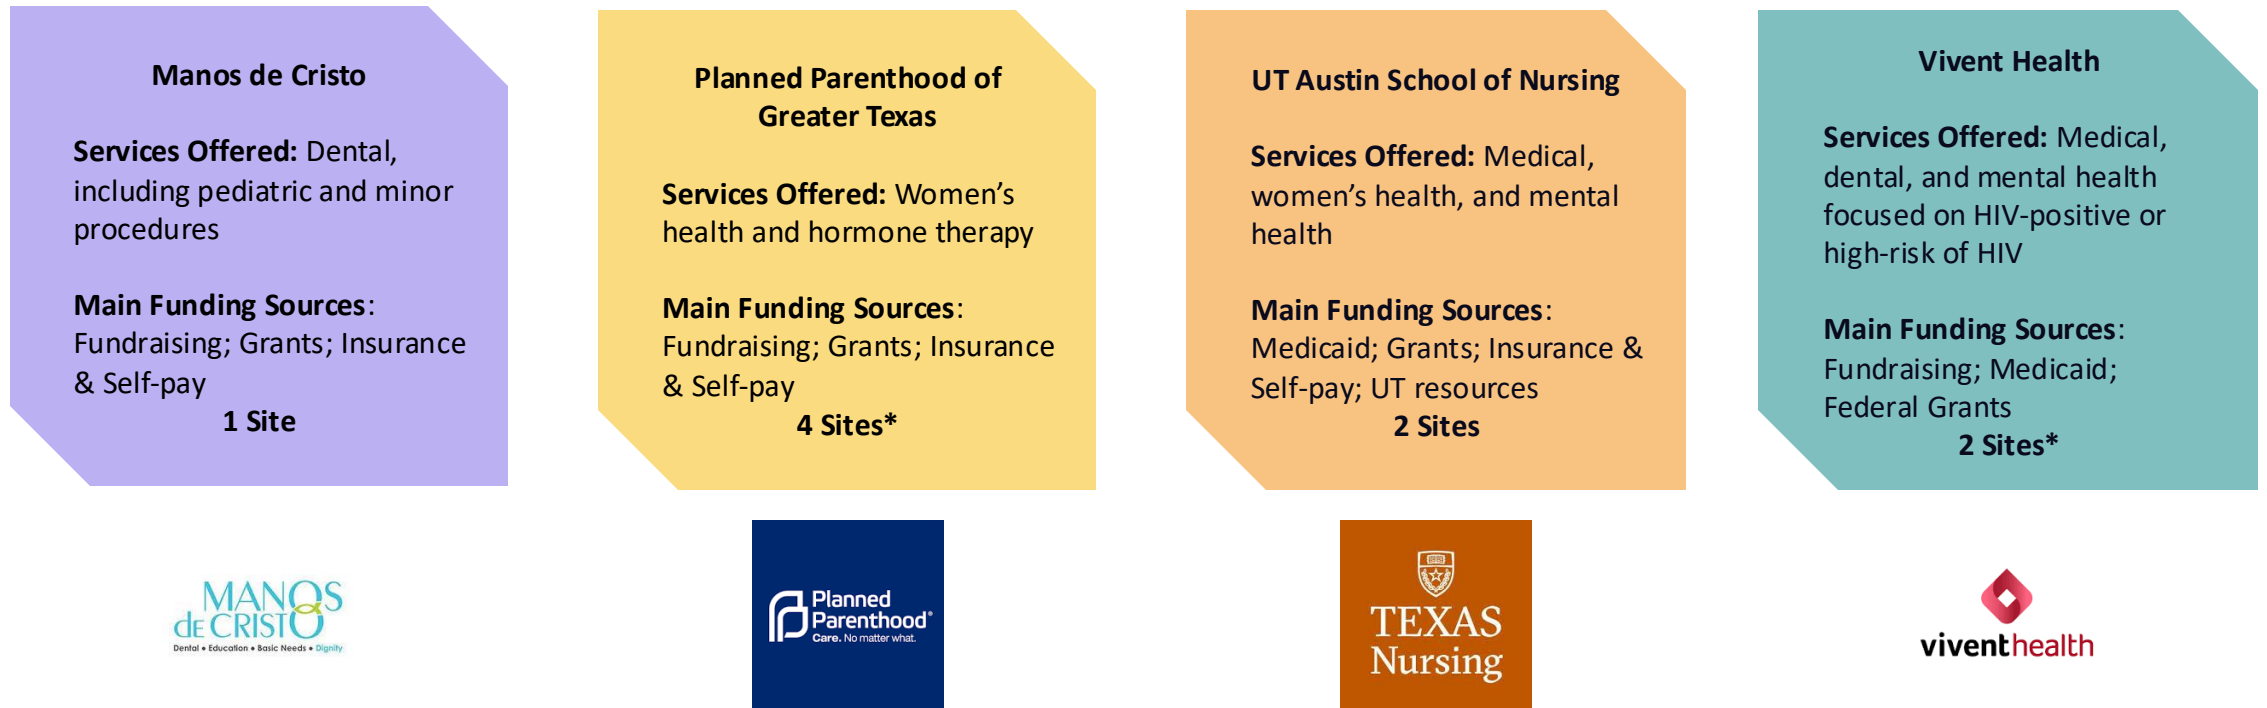 Manos de Cristo
Services Offered: Dental,
including pediatric and minor
procedures
Main Funding Sources:
Fundraising; Grants; Insurance
& Self-pay
1 Site
Planned Parenthood of
Greater Texas
Services Offered: Women’s
health and hormone therapy
Main Funding Sources:
Fundraising; Grants; Insurance
& Self-pay
4 Sites*
UT Austin School of Nursing
Services Offered: Medical,
women’s health, and mental
health
Main Funding Sources:
Medicaid; Grants; Insurance &
Self-pay; UT resources
2 Sites
Vivent Health
Services Offered: Medical,
dental, and mental health
focused on HIV-positive or
high-risk of HIV
Main Funding Sources:
Fundraising; Medicaid;
Federal Grants
2 Sites*
MANOS
de CRISTO
Dental • Education • Basic Needs • Dignity
Planned
Parenthood®
Care. No matter what.
TEXAS
Nursing
viventhealth